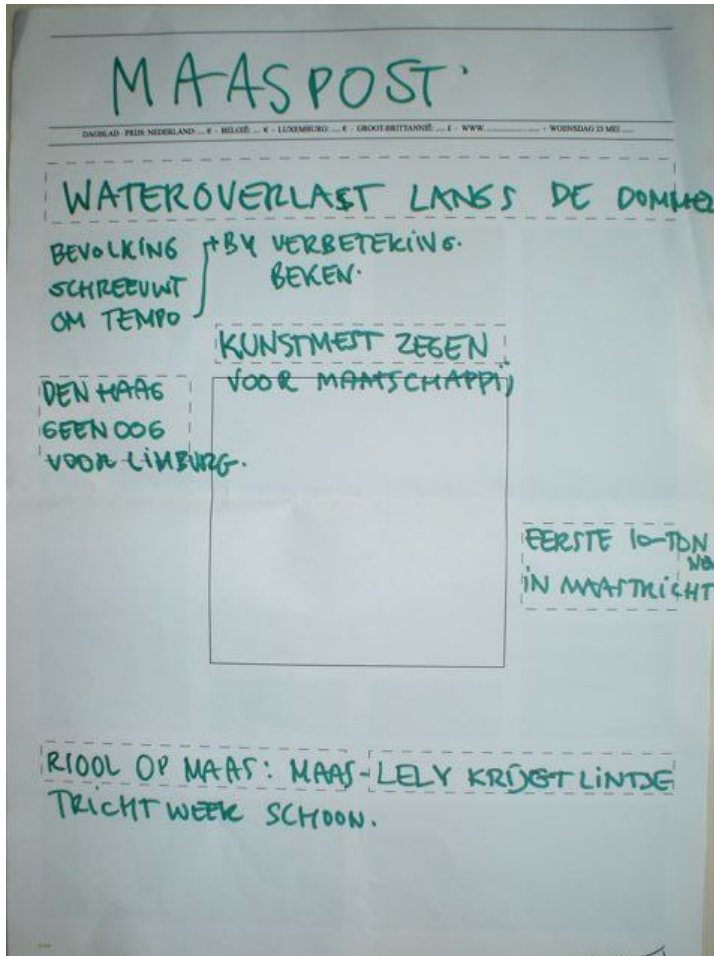 MAASPOST
DAGBLAD - PRIJS: NEDERLAND: .... € - BELGIË: .... € - LUXEMBURG: .... € - GROOT-BRITTANNIË: .... £ - WWW. .................... - WOENSDAG 23 MEI ....
WATEROVERLAST LANGS DE DOMMEL
BEVOLKING
SCHREEUWT
OM TEMPO
+ BY VERBETEKING.
BEKEN.
KUNSTMEST ZEGEN
VOOR MAATSCHAPPIJ
DEN HAAG
GEEN OOG
VOOR LIMBURG.
EERSTE 10-TON
IN MAASTRICHT
RIOOL OP MAAS: MAAS-
TRICHT WEER SCHOON.
LELY KRIJGT LINTJE